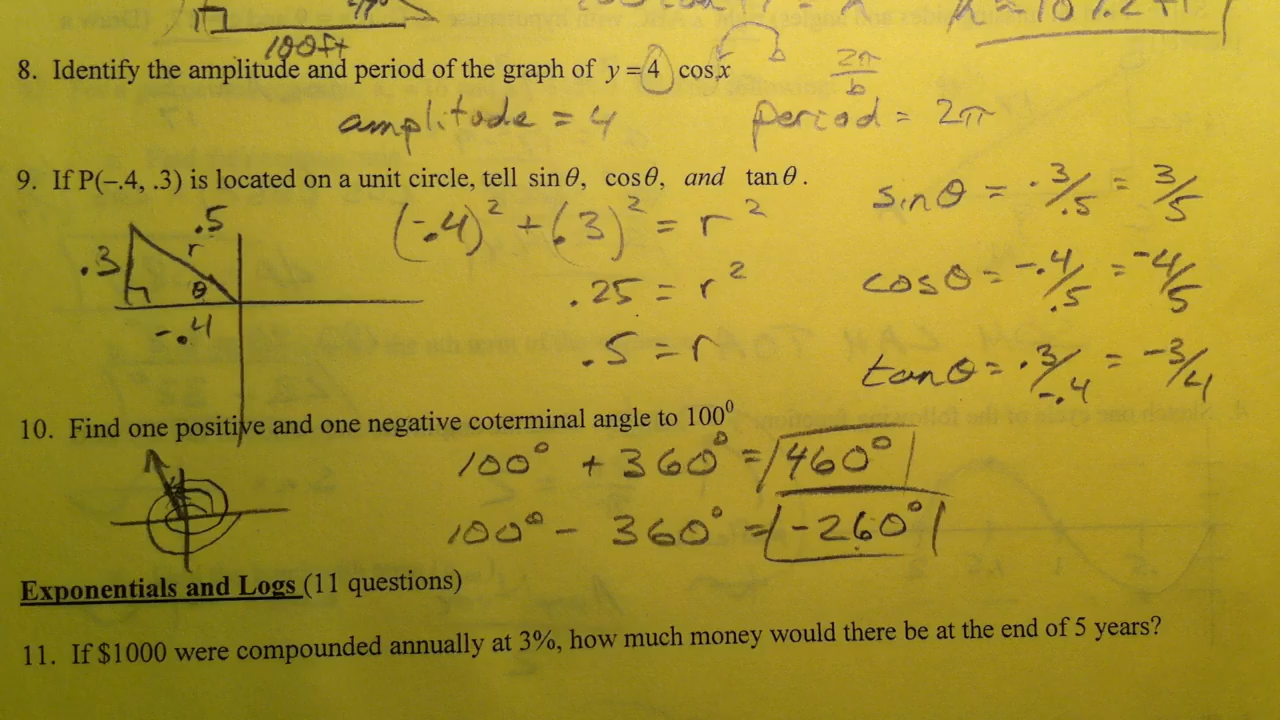 100ft
8. Identify the amplitude and period of the graph of y = 4 cos x
b
2π/b
amplitude = 4 period = 2π
9. If P(–.4, .3) is located on a unit circle, tell sin θ, cos θ, and tan θ.
.5
r
.3
θ
-.4
(-.4)² + (.3)² = r²
.25 = r²
.5 = r
sin θ = .3/.5 = 3/5
cos θ = -.4/.5 = -4/5
tan θ = .3/-.4 = -3/4
10. Find one positive and one negative coterminal angle to 100⁰
100° + 360° = 460°
100° - 360° = -260°
Exponentials and Logs (11 questions)
11. If $1000 were compounded annually at 3%, how much money would there be at the end of 5 years?